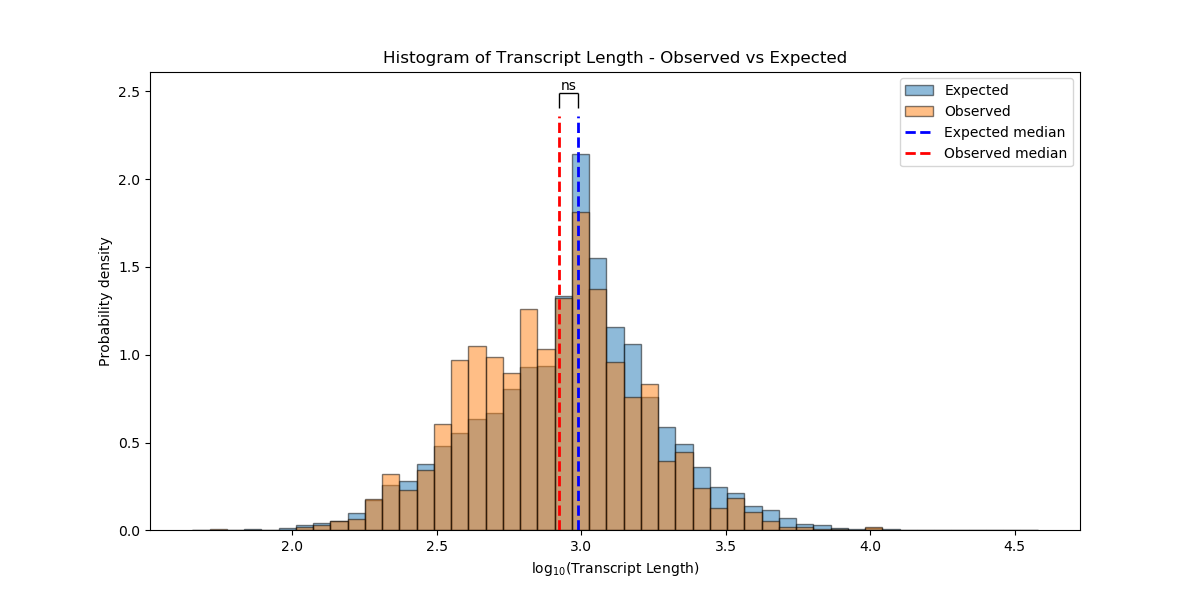 Histogram of Transcript Length - Observed vs Expected
ns
Expected
Observed
Expected median
Observed median
2.5
2.0
1.5
1.0
0.5
0.0
Probability density
2.0
2.5
3.0
3.5
4.0
4.5
log₁₀(Transcript Length)